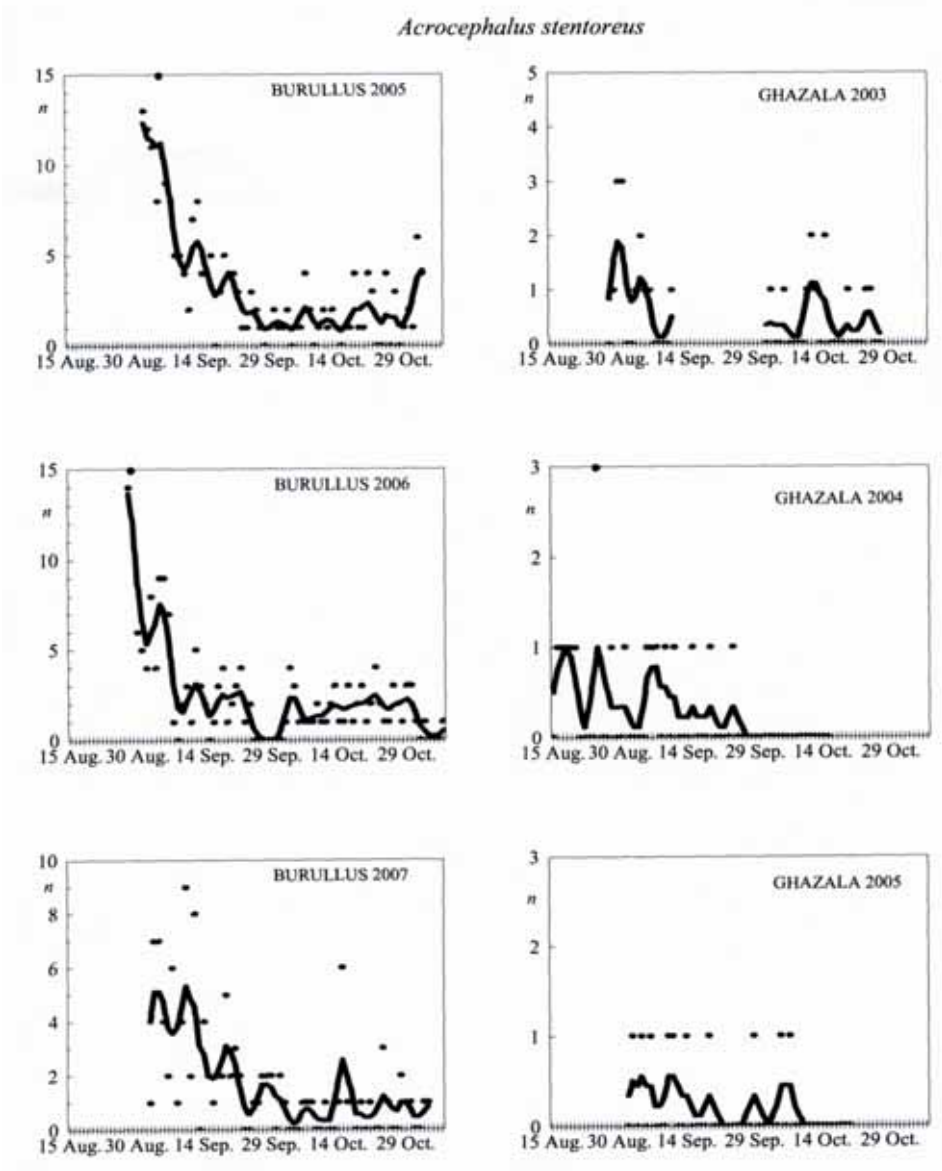 Acrocephalus stentoreus
BURULLUS 2005
n
15
10
5
0
15 Aug. 30 Aug. 14 Sep. 29 Sep. 14 Oct. 29 Oct.
GHAZALA 2003
n
5
4
3
2
1
0
15 Aug. 30 Aug. 14 Sep. 29 Sep. 14 Oct. 29 Oct.
BURULLUS 2006
n
15
10
5
0
15 Aug. 30 Aug. 14 Sep. 29 Sep. 14 Oct. 29 Oct.
GHAZALA 2004
n
3
2
1
0
15 Aug. 30 Aug. 14 Sep. 29 Sep. 14 Oct. 29 Oct.
BURULLUS 2007
n
10
8
6
4
2
0
15 Aug. 30 Aug. 14 Sep. 29 Sep. 14 Oct. 29 Oct.
GHAZALA 2005
n
3
2
1
0
15 Aug. 30 Aug. 14 Sep. 29 Sep. 14 Oct. 29 Oct.